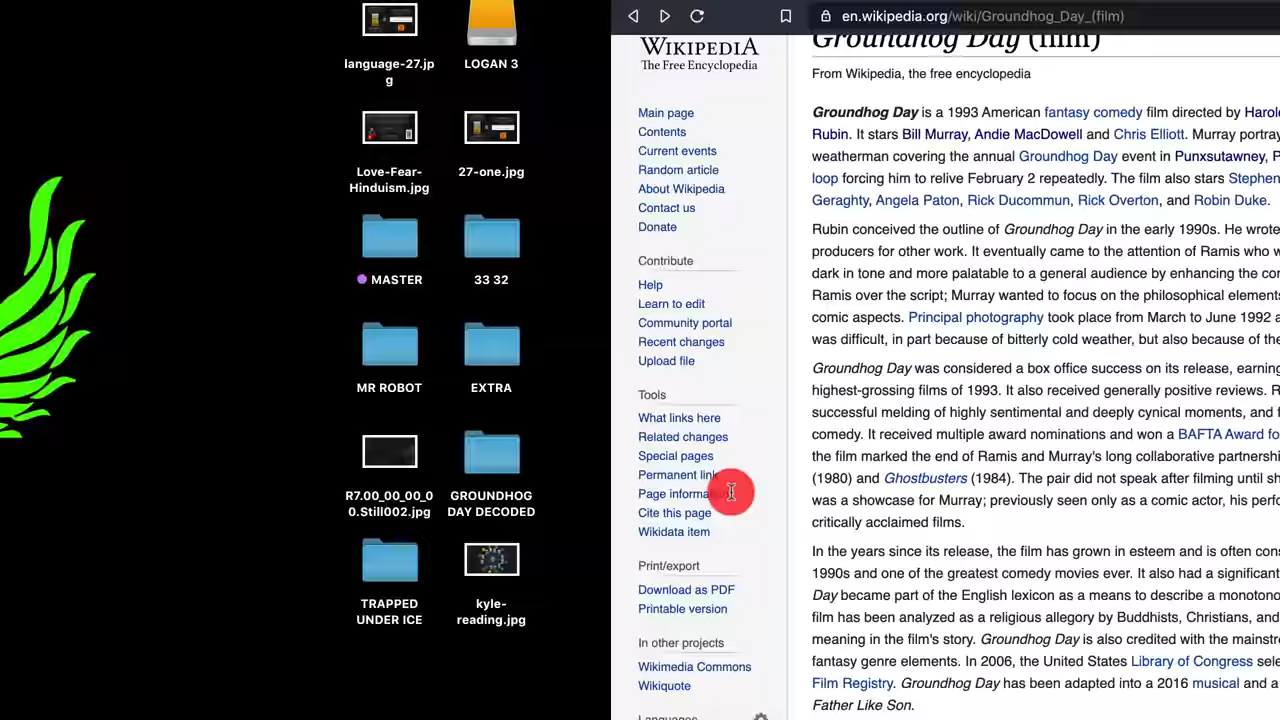 language-27.jp
g
LOGAN 3
Love-Fear-
Hinduism.jpg
27-one.jpg
MASTER
33 32
MR ROBOT
EXTRA
R7.00_00_00_0
0.Still002.jpg
GROUNDHOG
DAY DECODED
TRAPPED
UNDER ICE
kyle-
reading.jpg
en.wikipedia.org/wiki/Groundhog_Day_(film)
WIKIPEDIA
The Free Encyclopedia
Main page
Contents
Current events
Random article
About Wikipedia
Contact us
Donate
Contribute
Help
Learn to edit
Community portal
Recent changes
Upload file
Tools
What links here
Related changes
Special pages
Permanent link
Page information
Cite this page
Wikidata item
Print/export
Download as PDF
Printable version
In other projects
Wikimedia Commons
Wikiquote
Languages
Groundhog Day (film)
From Wikipedia, the free encyclopedia
Groundhog Day is a 1993 American fantasy comedy film directed by Harol
Rubin. It stars Bill Murray, Andie MacDowell and Chris Elliott. Murray portray
weatherman covering the annual Groundhog Day event in Punxsutawney, P
loop forcing him to relive February 2 repeatedly. The film also stars Stephen
Geraghty, Angela Paton, Rick Ducommun, Rick Overton, and Robin Duke.
Rubin conceived the outline of Groundhog Day in the early 1990s. He wrote
producers for other work. It eventually came to the attention of Ramis who w
dark in tone and more palatable to a general audience by enhancing the co
Ramis over the script; Murray wanted to focus on the philosophical elements
comic aspects. Principal photography took place from March to June 1992 a
was difficult, in part because of bitterly cold weather, but also because of the
Groundhog Day was considered a box office success on its release, earning
highest-grossing films of 1993. It also received generally positive reviews. R
successful melding of highly sentimental and deeply cynical moments, and f
comedy. It received multiple award nominations and won a BAFTA Award fo
the film marked the end of Ramis and Murray's long collaborative partnershi
(1980) and Ghostbusters (1984). The pair did not speak after filming until sh
was a showcase for Murray; previously seen only as a comic actor, his perfo
critically acclaimed films.
In the years since its release, the film has grown in esteem and is often cons
1990s and one of the greatest comedy movies ever. It also had a significant
Day became part of the English lexicon as a means to describe a monotono
film has been analyzed as a religious allegory by Buddhists, Christians, and
meaning in the film's story. Groundhog Day is also credited with the mainstre
fantasy genre elements. In 2006, the United States Library of Congress sele
Film Registry. Groundhog Day has been adapted into a 2016 musical and a
Father Like Son.